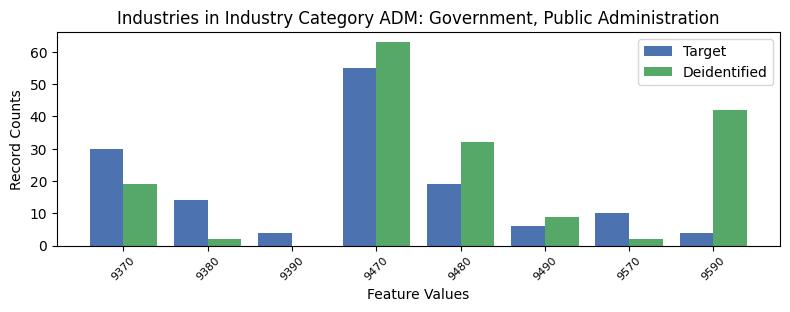 Industries in Industry Category ADM: Government, Public Administration
Target
Deidentified
Record Counts
60
50
40
30
20
10
0
9370 9380 9390 9470 9480 9490 9570 9590
Feature Values